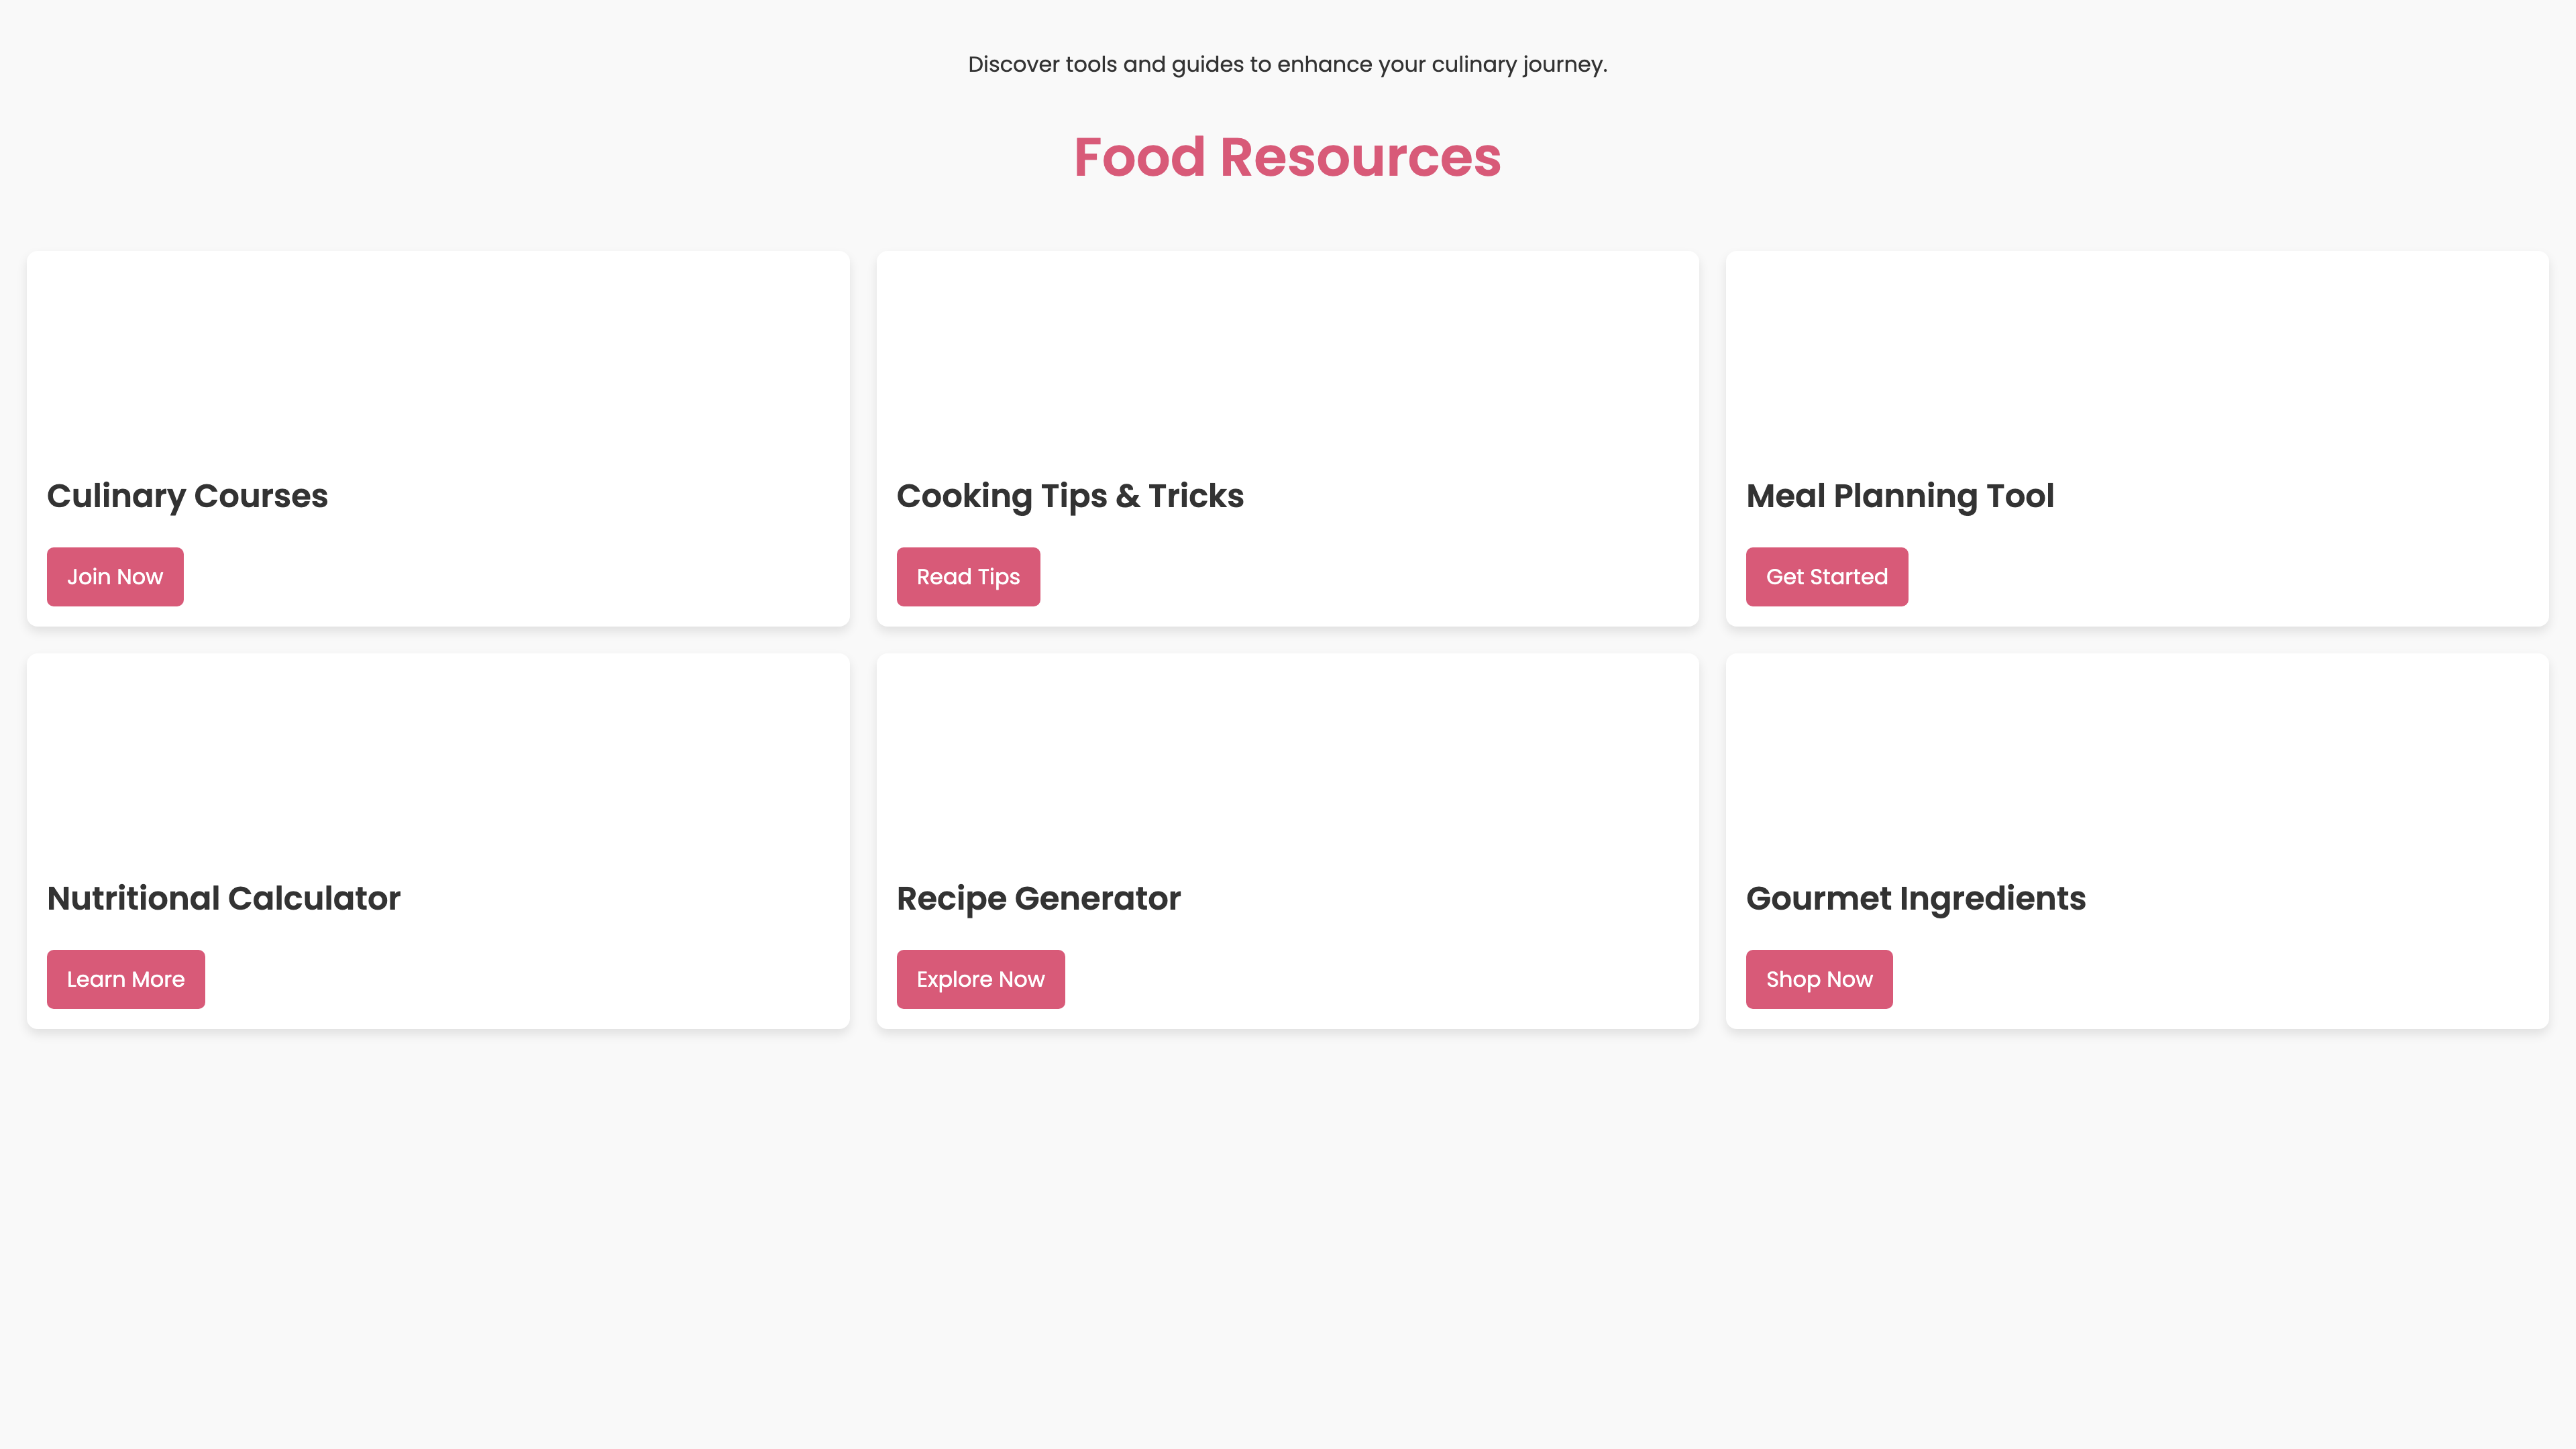 Discover tools and guides to enhance your culinary journey.
Food Resources
Culinary Courses
Join Now
Cooking Tips & Tricks
Read Tips
Meal Planning Tool
Get Started
Nutritional Calculator
Learn More
Recipe Generator
Explore Now
Gourmet Ingredients
Shop Now